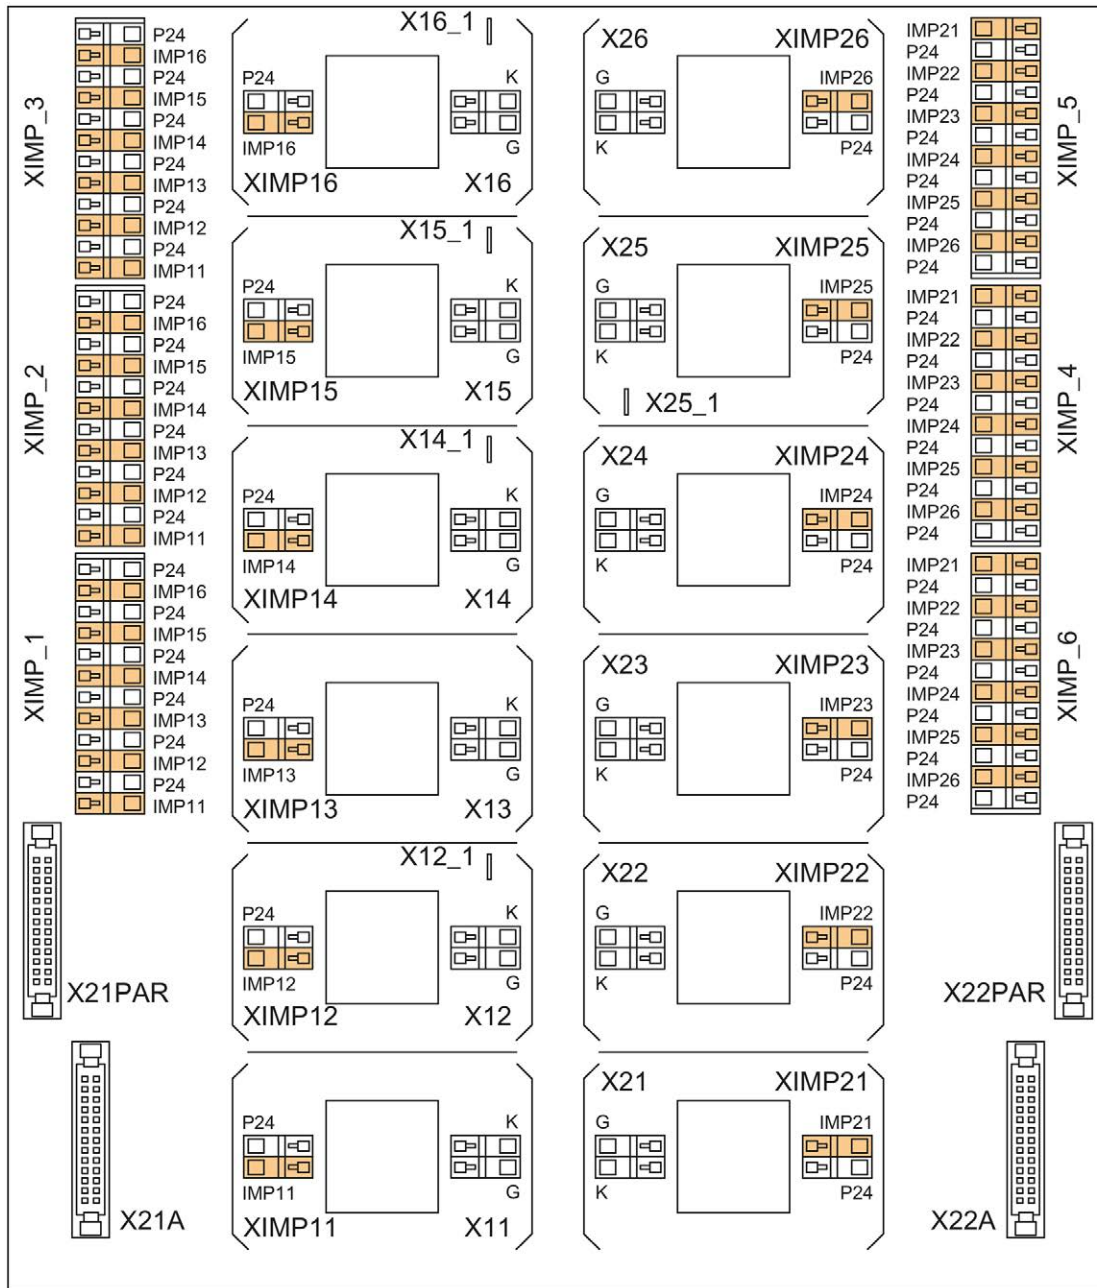 XIMP_3
P24
IMP16
P24
IMP15
P24
IMP14
P24
IMP13
P24
IMP12
P24
IMP11
XIMP_2
P24
IMP16
P24
IMP15
P24
IMP14
P24
IMP13
P24
IMP12
P24
IMP11
XIMP_1
P24
IMP16
P24
IMP15
P24
IMP14
P24
IMP13
P24
IMP12
P24
IMP11
X21PAR
X21A
X16_1
P24
K
IMP16
G
XIMP16
X16
X15_1
P24
K
IMP15
G
XIMP15
X15
X14_1
P24
K
IMP14
G
XIMP14
X14
P24
K
IMP13
G
XIMP13
X13
X12_1
P24
K
IMP12
G
XIMP12
X12
P24
K
IMP11
G
XIMP11
X11
X26
XIMP26
G
IMP26
K
P24
X25
XIMP25
G
IMP25
K
P24
X25_1
X24
XIMP24
G
IMP24
K
P24
X23
XIMP23
G
IMP23
K
P24
X22
XIMP22
G
IMP22
K
P24
X21
XIMP21
G
IMP21
K
P24
IMP21
P24
IMP22
P24
IMP23
P24
IMP24
P24
IMP25
P24
IMP26
P24
XIMP_5
IMP21
P24
IMP22
P24
IMP23
P24
IMP24
P24
IMP25
P24
IMP26
P24
XIMP_4
IMP21
P24
IMP22
P24
IMP23
P24
IMP24
P24
IMP25
P24
IMP26
P24
XIMP_6
X22PAR
X22A